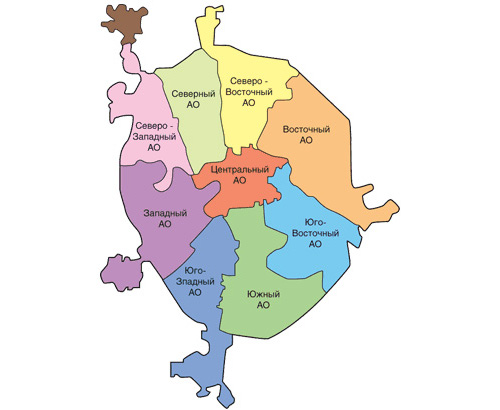 Северный
АО
Северо -
Восточный
АО
Северо -
Западный
АО
Восточный
АО
Центральный
АО
Западный
АО
Юго-
Восточный
АО
Юго-
Зпадный
АО
Южный
АО